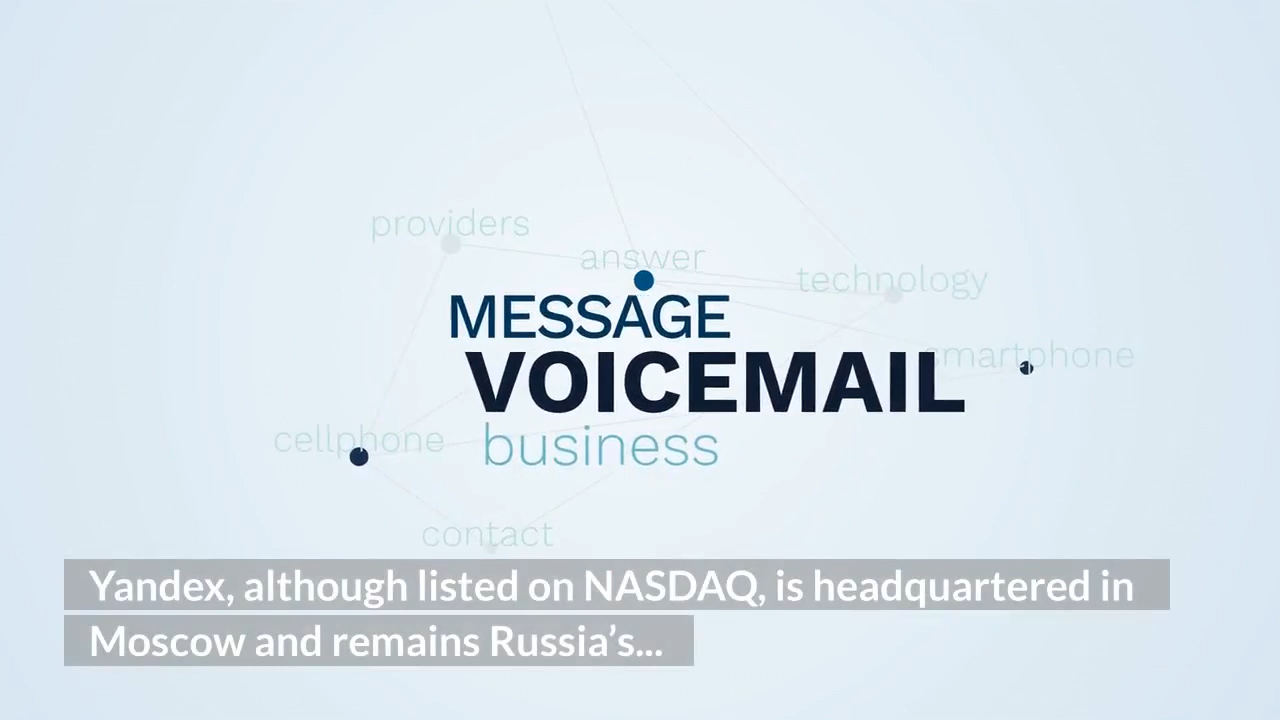 providers
answer
technology
MESSAGE
smartphone
VOICEMAIL
cellphone
business
contact
Yandex, although listed on NASDAQ, is headquartered in
Moscow and remains Russia’s...